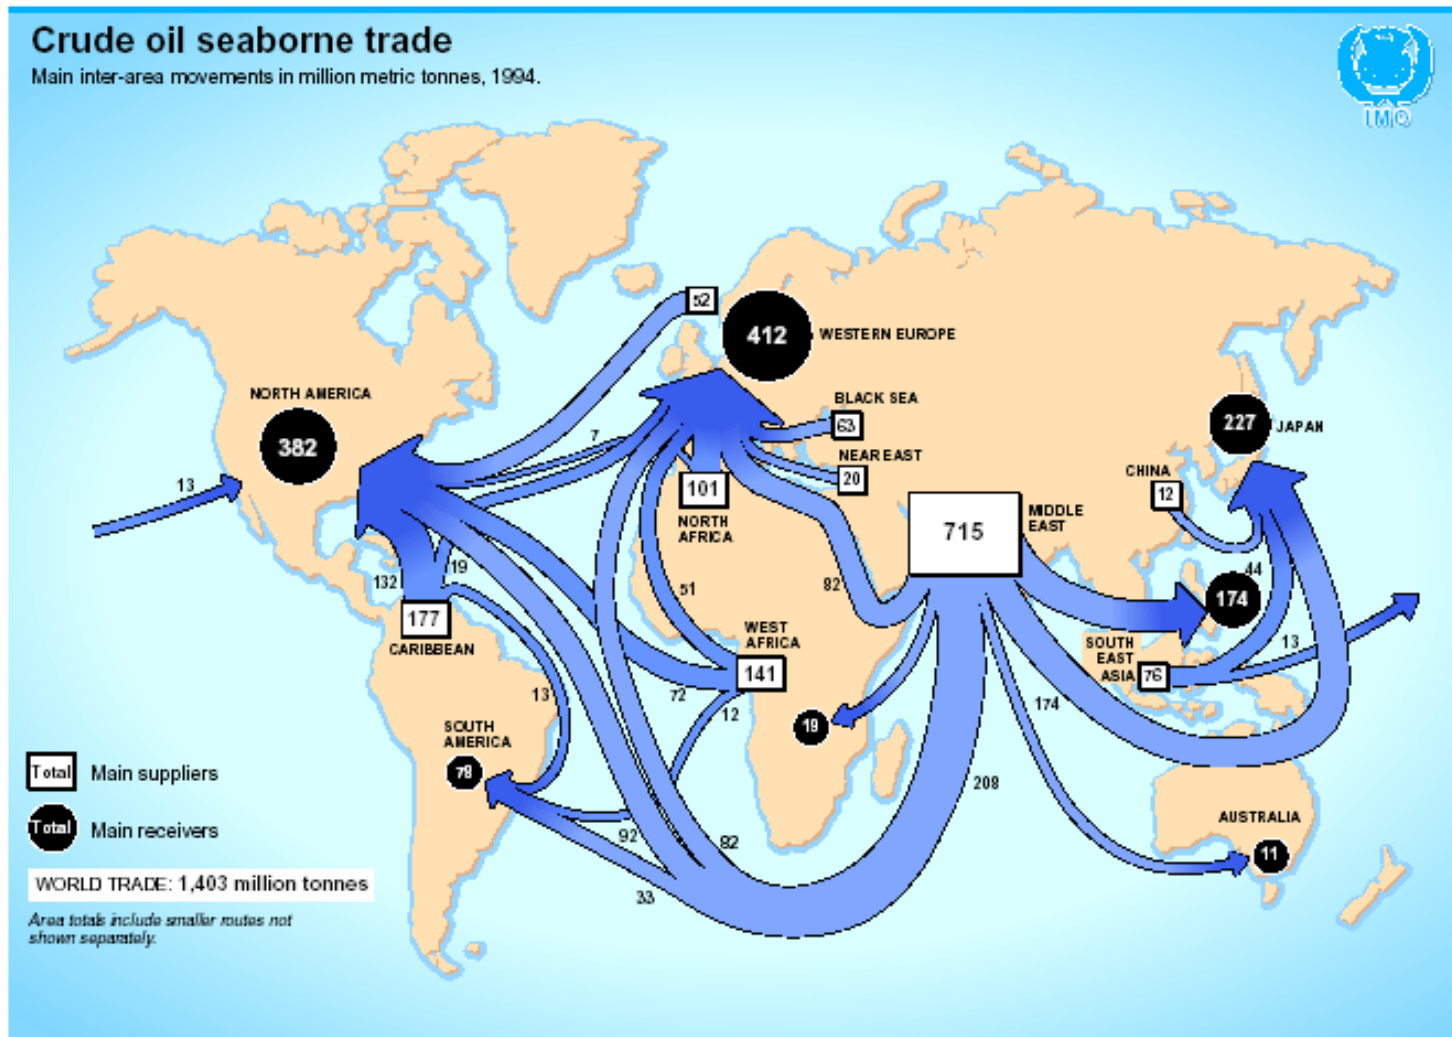 Crude oil seaborne trade
Main inter-area movements in million metric tonnes, 1994.
IMO
52
412
WESTERN EUROPE
NORTH AMERICA
382
BLACK SEA
63
7
227
JAPAN
NEAR EAST
20
CHINA
12
13
101
NORTH
AFRICA
715
MIDDLE
EAST
132
19
51
82
44
174
177
CARIBBEAN
WEST
AFRICA
141
SOUTH
EAST
ASIA
76
13
13
72
12
174
19
SOUTH
AMERICA
78
208
Total
Main suppliers
Total
Main receivers
92
82
AUSTRALIA
11
33
WORLD TRADE: 1,403 million tonnes
Area totals include smaller routes not
shown separately.